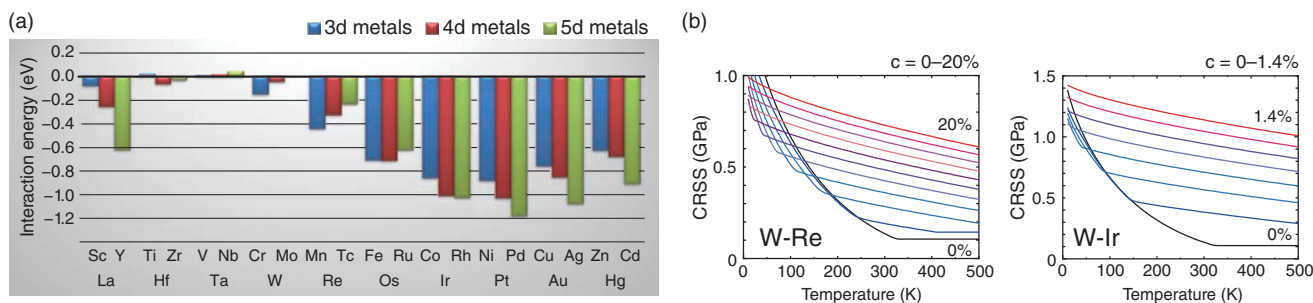 (a)
3d metals 4d metals 5d metals
Interaction energy (eV)
0.2
0.0
−0.2
−0.4
−0.6
−0.8
−1.0
−1.2
Sc Y Ti Zr V Nb Cr Mo Mn Tc Fe Ru Co Rh Ni Pd Cu Ag Zn Cd
La Hf Ta W Re Os Ir Pt Au Hg
(b)
c = 0–20%
CRSS (GPa)
1.0
0.5
0
20%
W-Re
0%
0 100 200 300 400 500
Temperature (K)
c = 0–1.4%
CRSS (GPa)
1.5
1.0
0.5
0
1.4%
W-Ir
0%
0 100 200 300 400 500
Temperature (K)